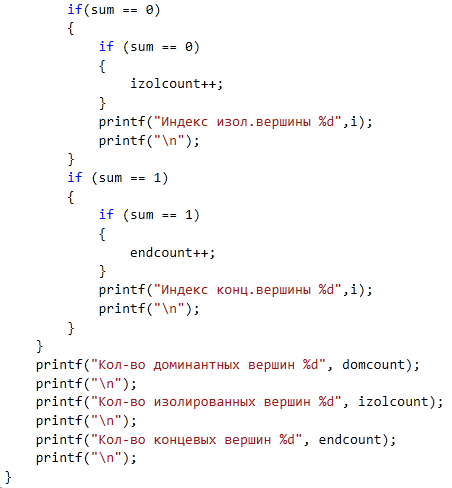 if(sum == 0)
{
if (sum == 0)
{
izolcount++;
}
printf("Индекс изол.вершины %d",i);
printf("\n");
}
if (sum == 1)
{
if (sum == 1)
{
endcount++;
}
printf("Индекс конц.вершины %d",i);
printf("\n");
}
}
printf("Кол-во доминантных вершин %d", domcount);
printf("\n");
printf("Кол-во изолированных вершин %d", izolcount);
printf("\n");
printf("Кол-во концевых вершин %d", endcount);
printf("\n");
}